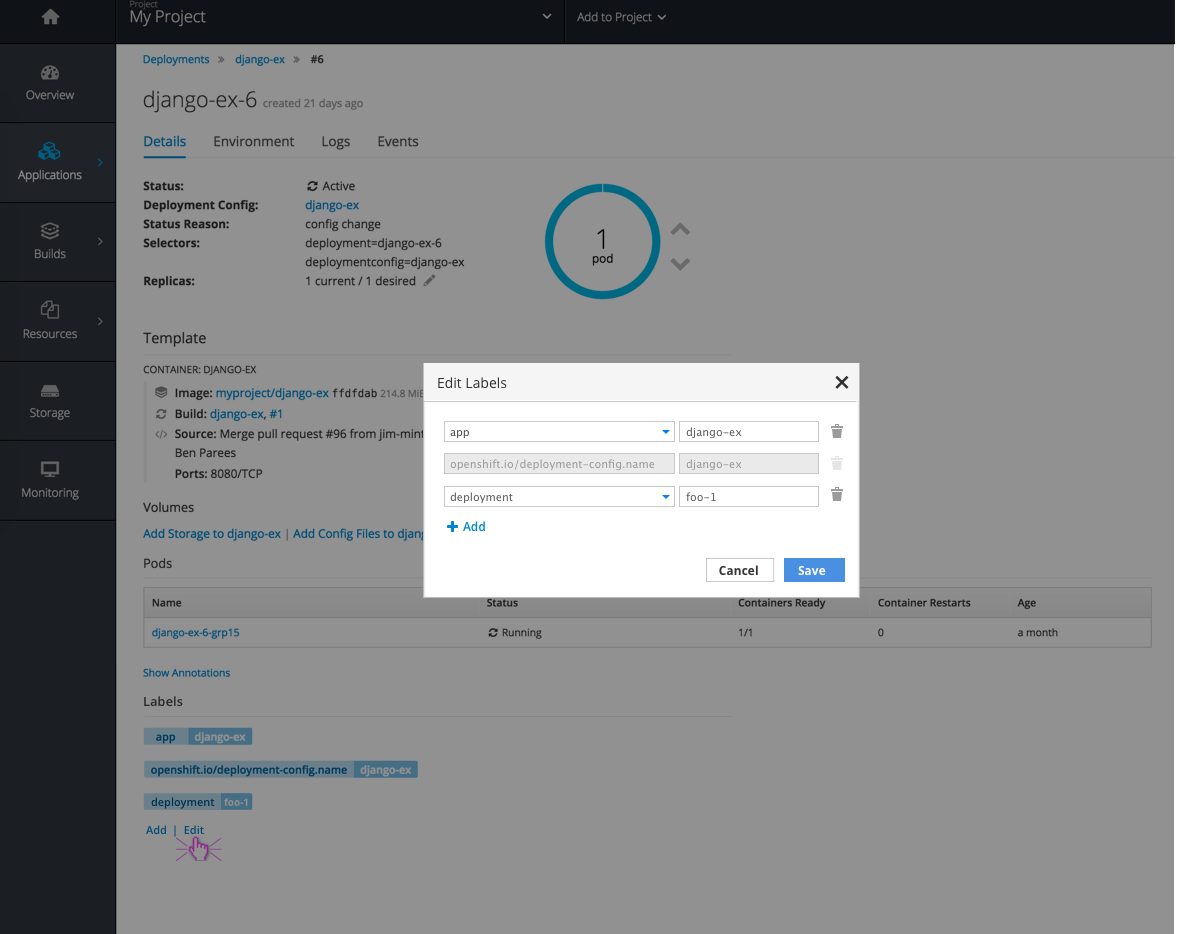 Project
My Project
Add to Project
Overview
Applications
Builds
Resources
Storage
Monitoring
Deployments » django-ex » #6
django-ex-6 created 21 days ago
Details Environment Logs Events
Status: Active
Deployment Config: django-ex
Status Reason: config change
Selectors: deployment=django-ex-6
deploymentconfig=django-ex
Replicas: 1 current / 1 desired
1
pod
Template
CONTAINER: DJANGO-EX
Image: myproject/django-ex ffdfdab 214.8 MiB
Build: django-ex, #1
</> Source: Merge pull request #96 from jim-mint
Ben Parees
Ports: 8080/TCP
Volumes
Add Storage to django-ex | Add Config Files to djang
Edit Labels
app django-ex
openshift.io/deployment-config.name django-ex
deployment foo-1
Add
Cancel Save
Pods
Name Status Containers Ready Container Restarts Age
django-ex-6-grp15 Running 1/1 0 a month
Show Annotations
Labels
app django-ex
openshift.io/deployment-config.name django-ex
deployment foo-1
Add | Edit